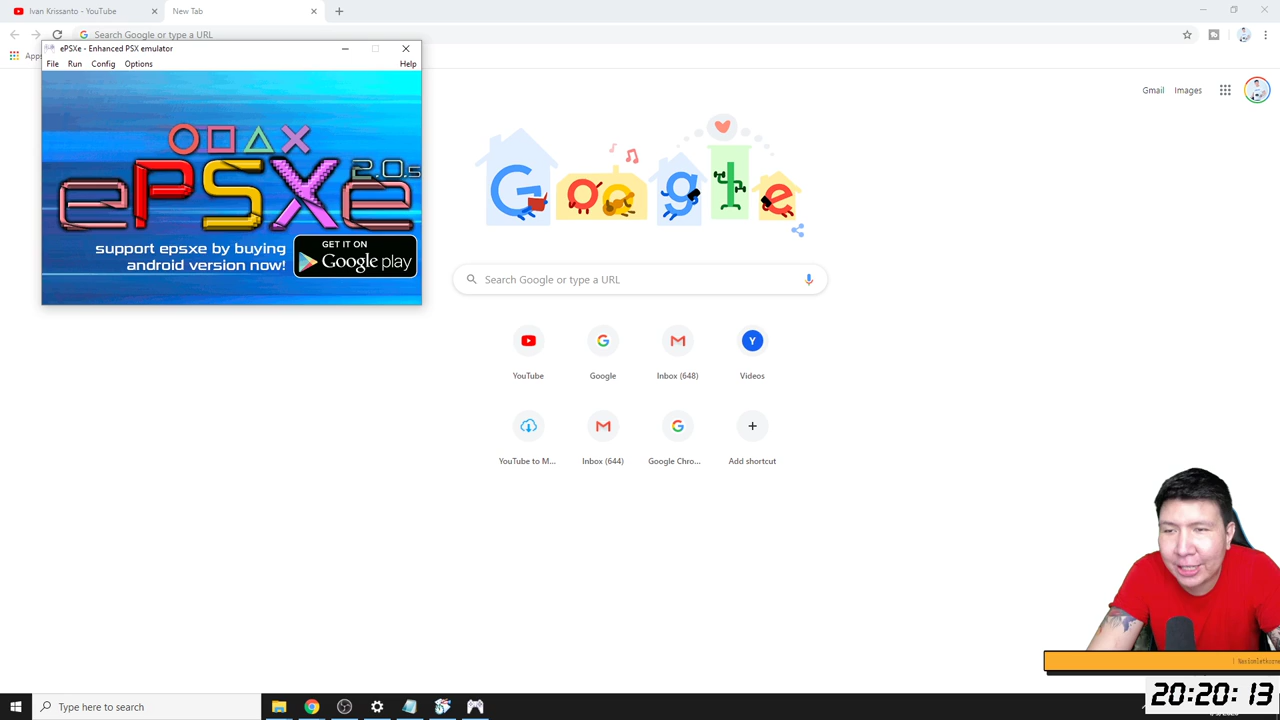 Ivan Krissanto - YouTube
New Tab
Search Google or type a URL
Apps
ePSXe - Enhanced PSX emulator
File Run Config Options Help
ePSXe 2.0.5
support epsxe by buying
android version now!
GET IT ON
Google play
Gmail Images
Google
Search Google or type a URL
YouTube Google Inbox (648) Videos
Y
YouTube to M... Inbox (644) Google Chro... Add shortcut
Type here to search
20:20:13